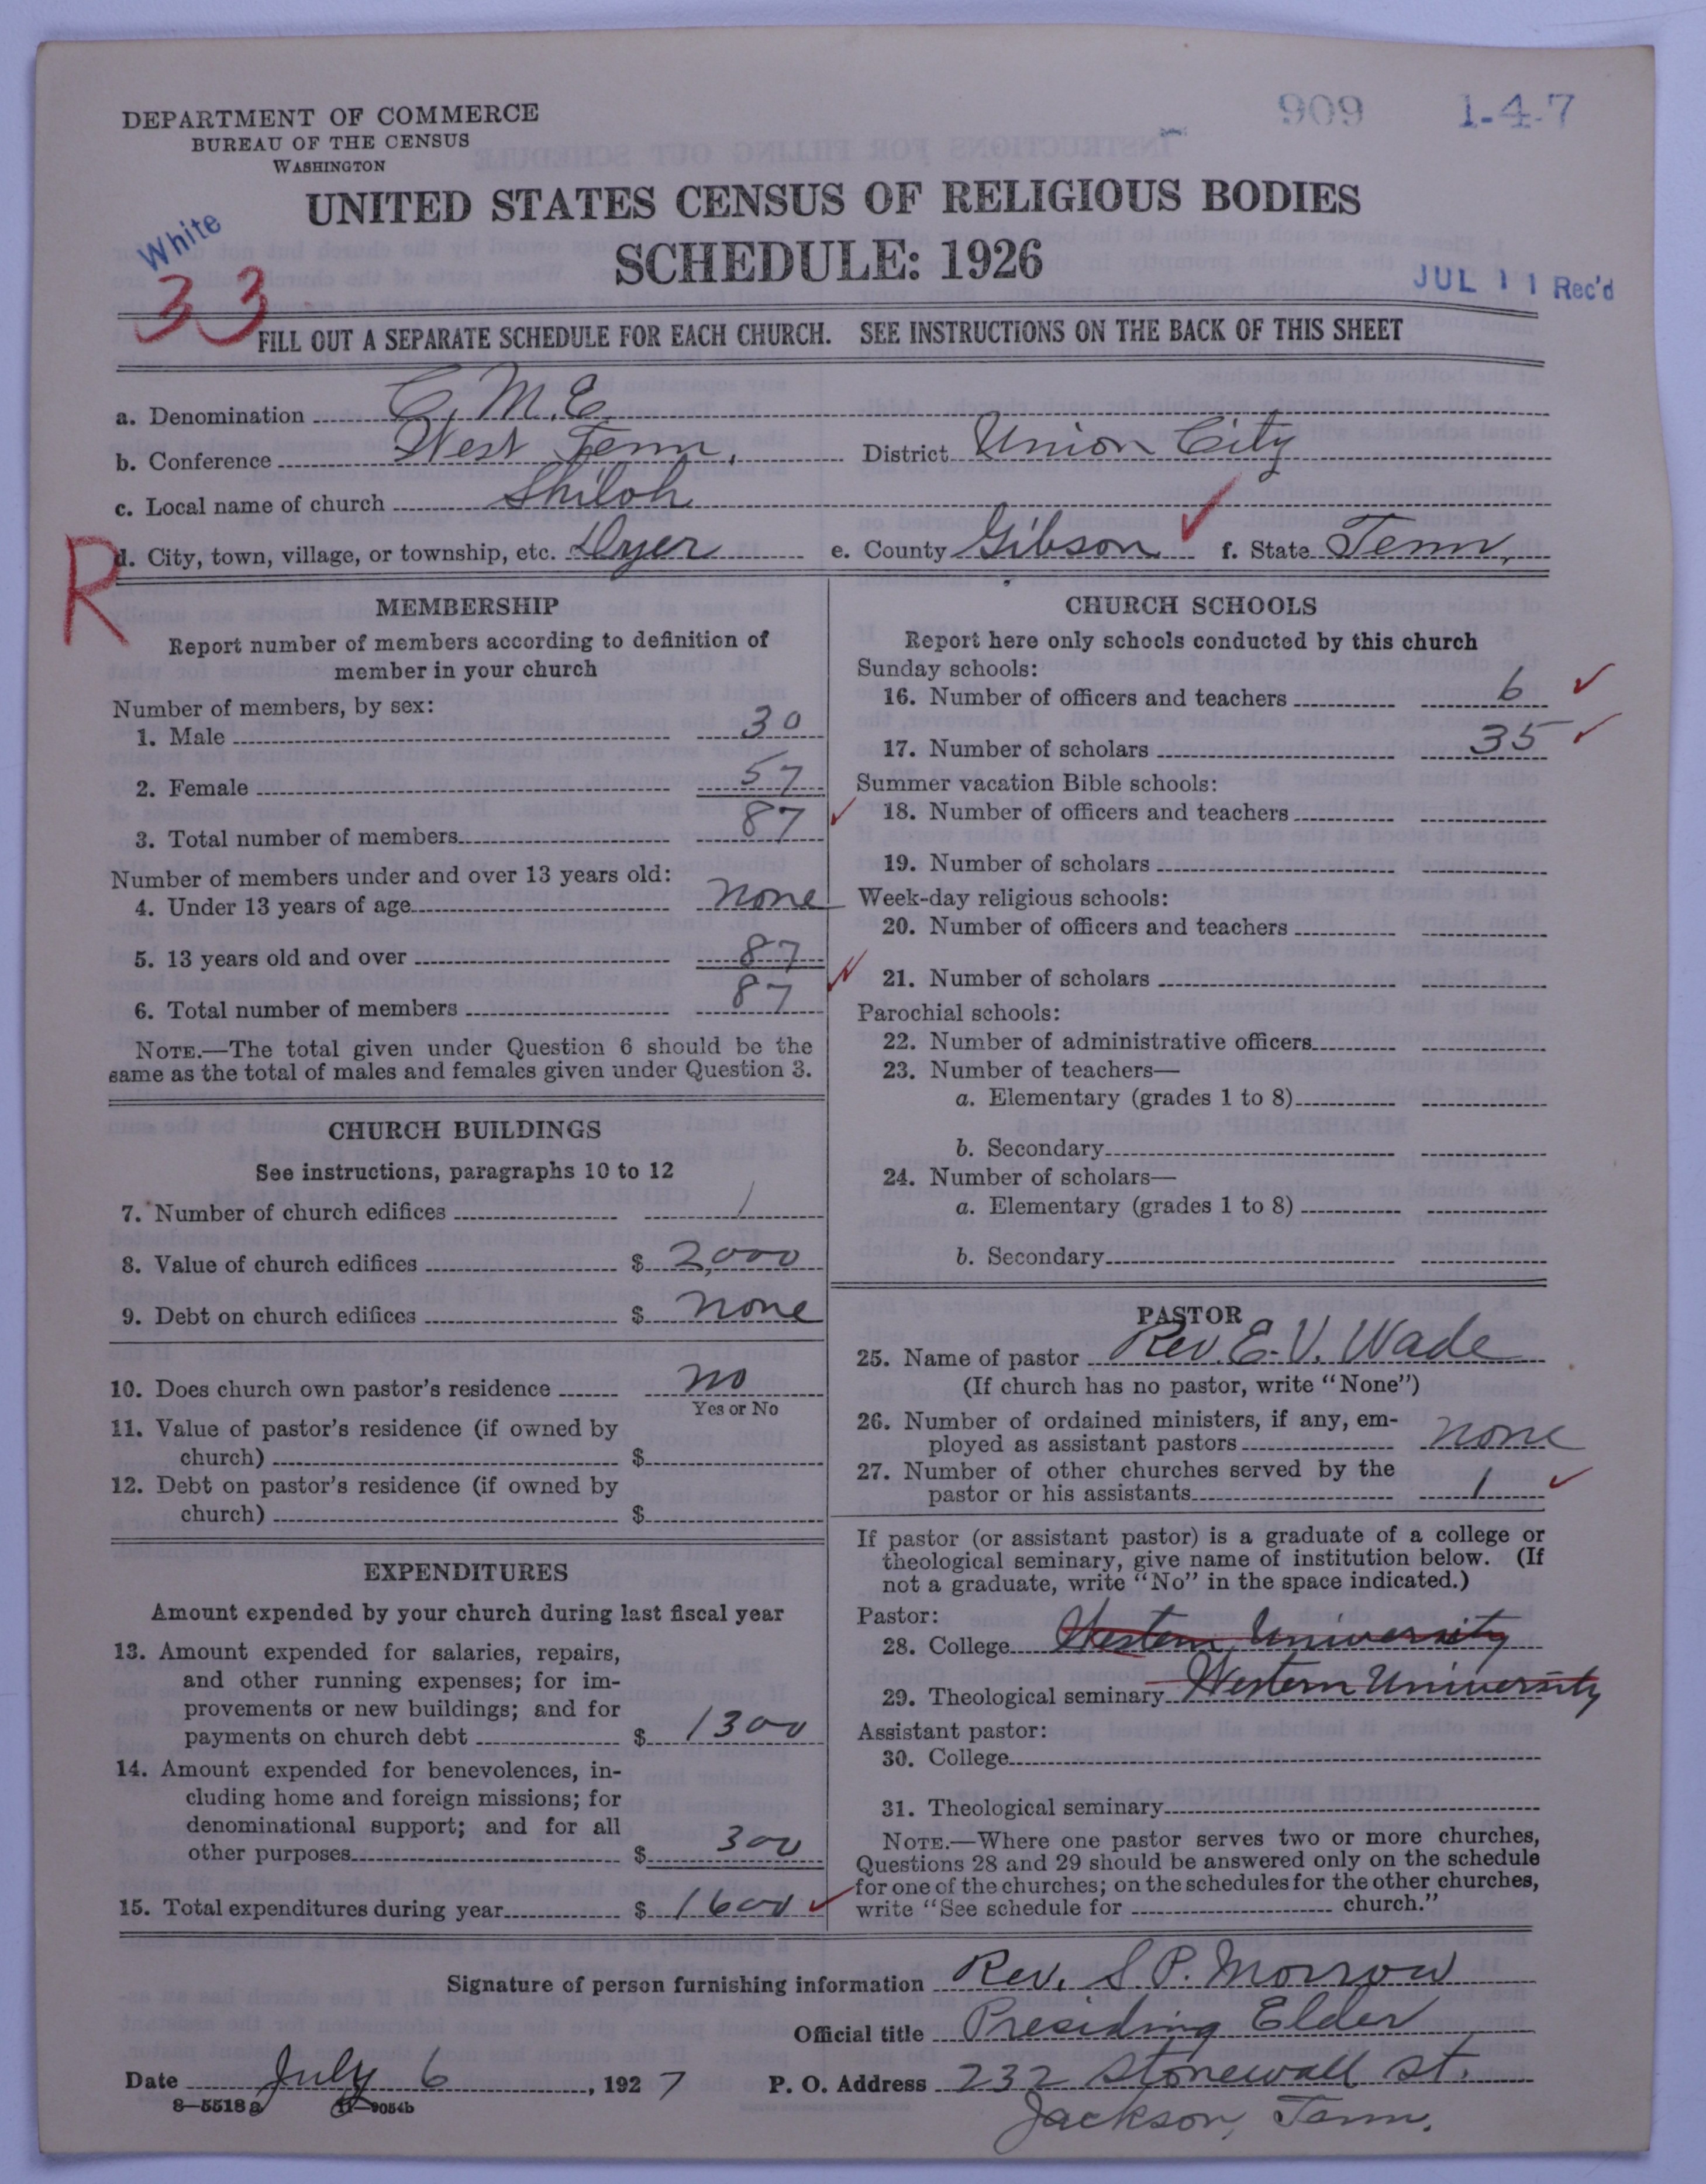 DEPARTMENT OF COMMERCE
BUREAU OF THE CENSUS
WASHINGTON
909 1-4-7
UNITED STATES CENSUS OF RELIGIOUS BODIES
SCHEDULE: 1926
White
33
JUL 11 Rec'd
FILL OUT A SEPARATE SCHEDULE FOR EACH CHURCH. SEE INSTRUCTIONS ON THE BACK OF THIS SHEET
a. Denomination C.M.E.
b. Conference West Tenn. District Union City
c. Local name of church Shiloh
R
d. City, town, village, or township, etc. Dyer e. County Gibson f. State Tenn.
MEMBERSHIP
Report number of members according to definition of
member in your church
Number of members, by sex:
1. Male 30
2. Female 57
3. Total number of members 87
Number of members under and over 13 years old:
4. Under 13 years of age none
5. 13 years old and over 87
6. Total number of members 87
NOTE.—The total given under Question 6 should be the
same as the total of males and females given under Question 3.
CHURCH BUILDINGS
See instructions, paragraphs 10 to 12
7. Number of church edifices 1
8. Value of church edifices $ 2,000
9. Debt on church edifices $ none
10. Does church own pastor's residence no
Yes or No
11. Value of pastor's residence (if owned by
church) $
12. Debt on pastor's residence (if owned by
church) $
EXPENDITURES
Amount expended by your church during last fiscal year
13. Amount expended for salaries, repairs,
and other running expenses; for im-
provements or new buildings; and for
payments on church debt $ 1300
14. Amount expended for benevolences, in-
cluding home and foreign missions; for
denominational support; and for all
other purposes $ 300
15. Total expenditures during year $ 1600
CHURCH SCHOOLS
Report here only schools conducted by this church
Sunday schools:
16. Number of officers and teachers 6
17. Number of scholars 35
Summer vacation Bible schools:
18. Number of officers and teachers
19. Number of scholars
Week-day religious schools:
20. Number of officers and teachers
21. Number of scholars
Parochial schools:
22. Number of administrative officers
23. Number of teachers—
a. Elementary (grades 1 to 8)
b. Secondary
24. Number of scholars—
a. Elementary (grades 1 to 8)
b. Secondary
PASTOR
25. Name of pastor Rev. E. V. Wade
(If church has no pastor, write "None")
26. Number of ordained ministers, if any, em-
ployed as assistant pastors none
27. Number of other churches served by the
pastor or his assistants 1
If pastor (or assistant pastor) is a graduate of a college or
theological seminary, give name of institution below. (If
not a graduate, write "No" in the space indicated.)
Pastor:
28. College Western University
29. Theological seminary Western University
Assistant pastor:
30. College
31. Theological seminary
NOTE.—Where one pastor serves two or more churches,
Questions 28 and 29 should be answered only on the schedule
for one of the churches; on the schedules for the other churches,
write "See schedule for church."
Signature of person furnishing information Rev. S P. Morrow
Official title Presiding Elder
Date July 6, 1927 P. O. Address 232 Stonewall St.
8—5518a 11—9054b
Jackson, Tenn.